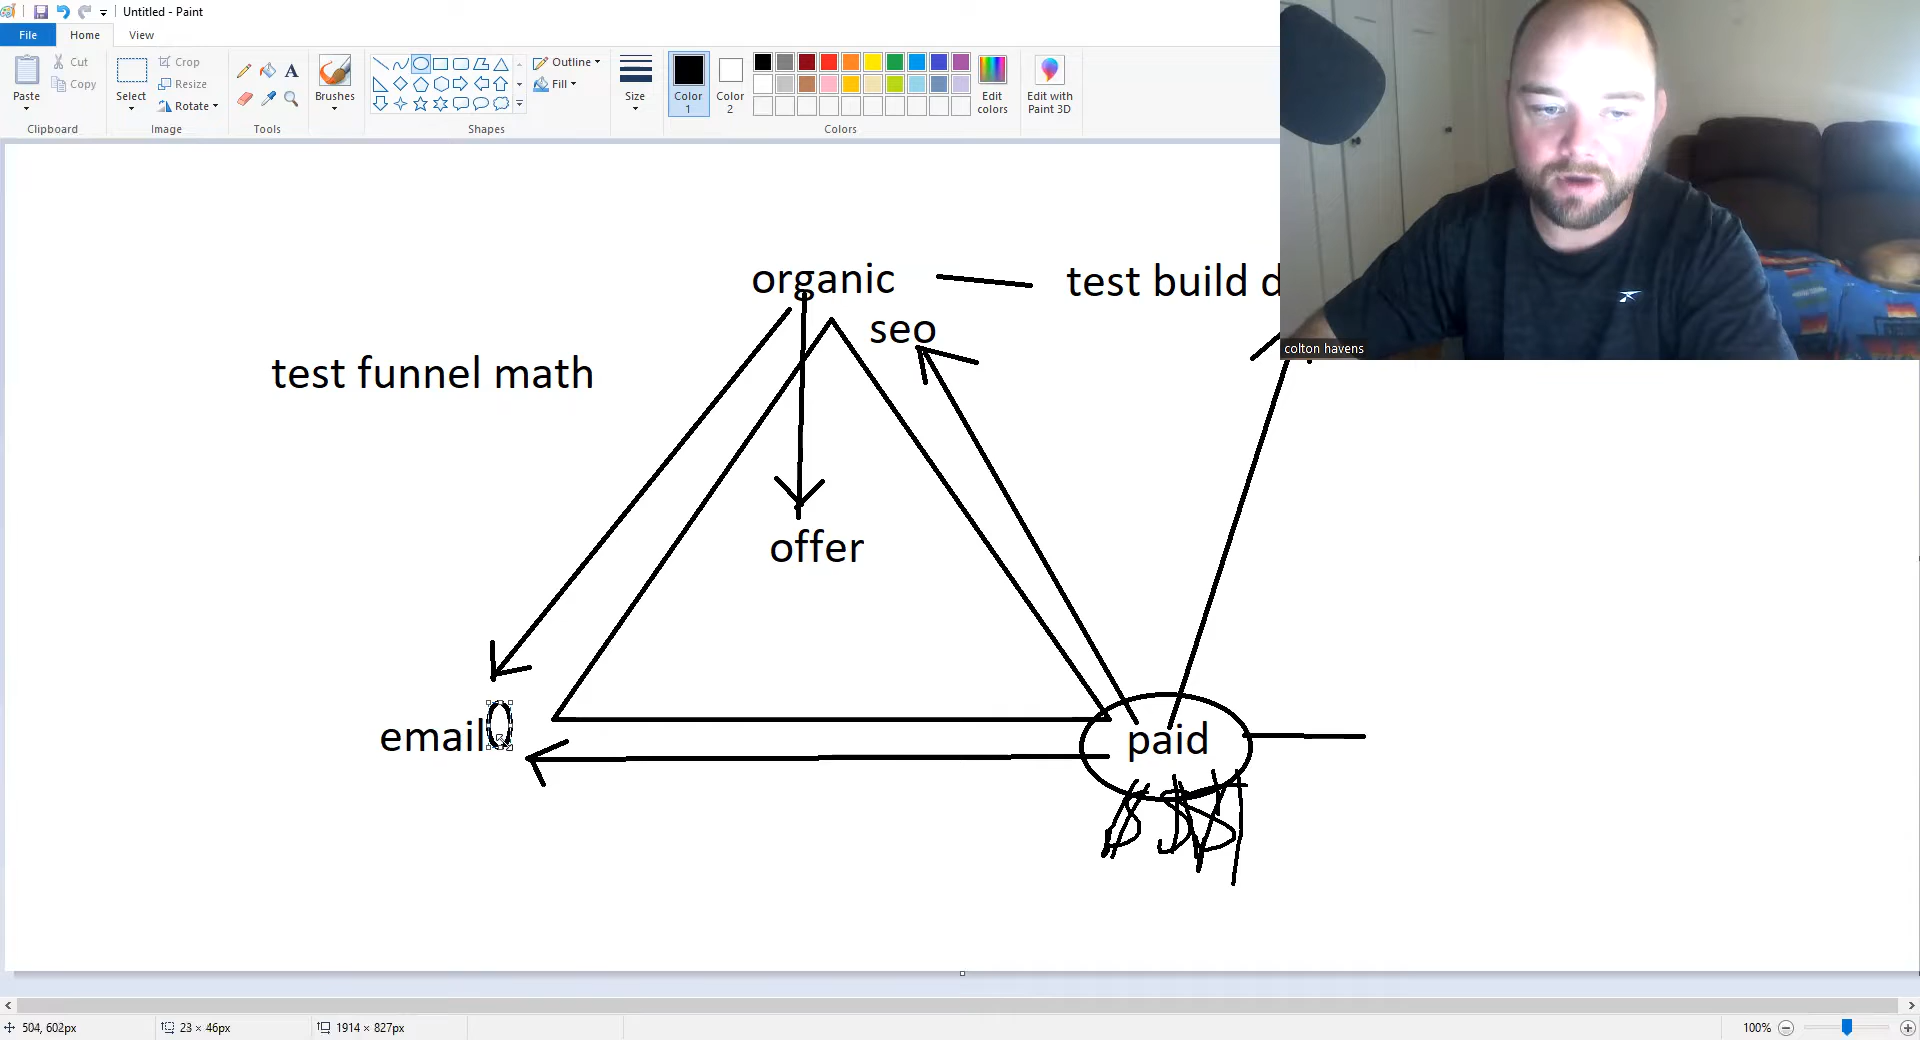 Untitled - Paint
File Home View
Paste Cut Copy
Clipboard
Select Crop Resize Rotate
Image
Tools
Brushes
Shapes
Outline
Fill
Size
Color 1
Color 2
Edit colors
Edit with Paint 3D
Colors
organic test build d
seo
test funnel math
offer
email
paid
$ $ $
colton havens
504, 602px 23 × 46px 1914 × 827px 100%